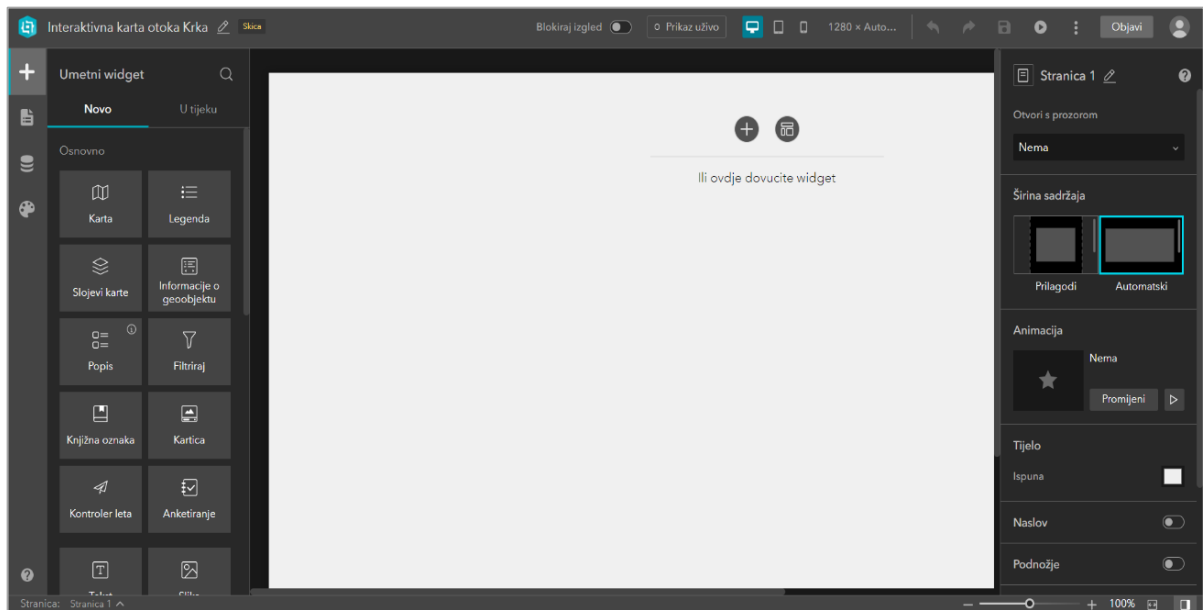 Interaktivna karta otoka Krka Skica Blokiraj izgled Prikaz uživo 1280 × Auto... Objavi
Umetni widget
Novo U tijeku
Osnovno
Karta Legenda
Slojevi karte Informacije o geoobjektu
Popis Filtriraj
Knjižna oznaka Kartica
Kontroler leta Anketiranje
Ili ovdje dovucite widget
Stranica 1
Otvori s prozorom
Nema
Širina sadržaja
Prilagodi Automatski
Animacija
Nema
Promijeni
Tijelo
Ispuna
Naslov
Podnožje
Stranica: Stranica 1 100%